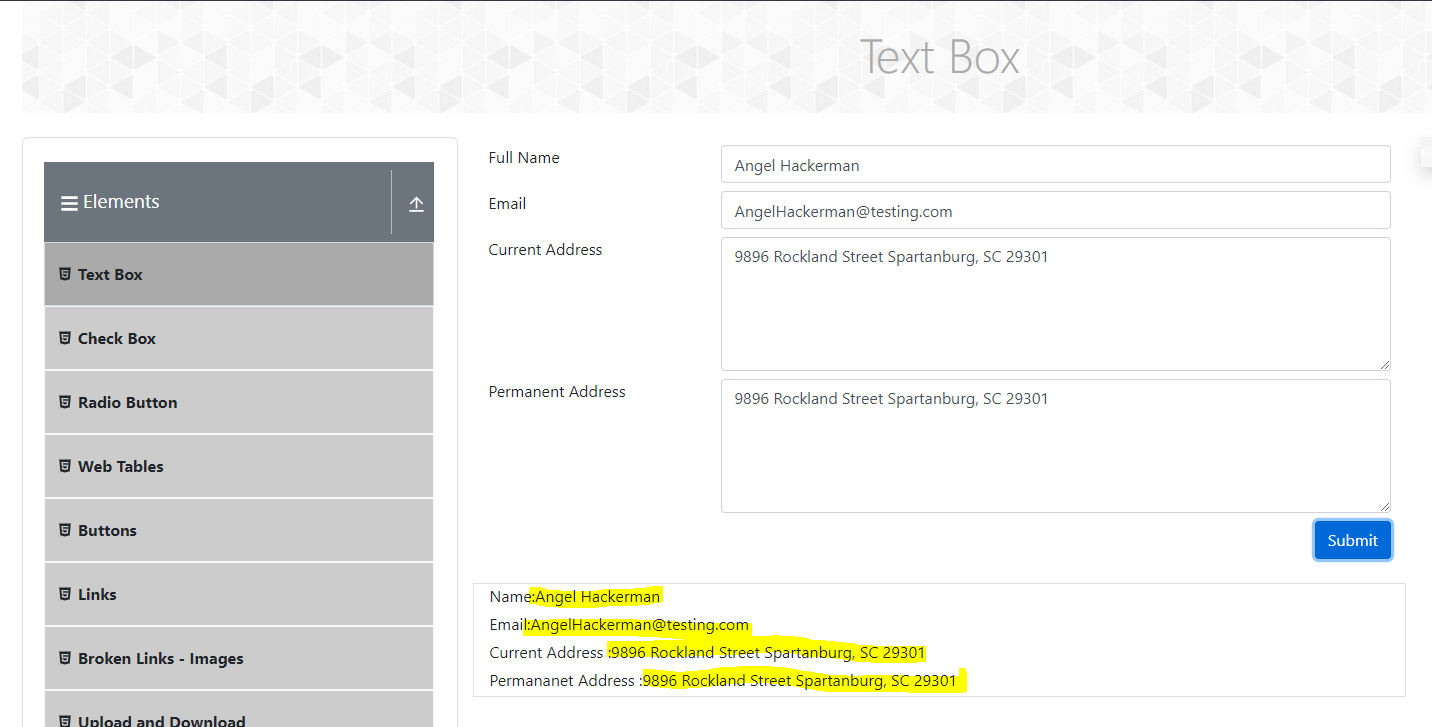 Text Box
Elements
Text Box
Check Box
Radio Button
Web Tables
Buttons
Links
Broken Links - Images
Upload and Download
Full Name
Angel Hackerman
Email
AngelHackerman@testing.com
Current Address
9896 Rockland Street Spartanburg, SC 29301
Permanent Address
9896 Rockland Street Spartanburg, SC 29301
Submit
Name:Angel Hackerman
Email:AngelHackerman@testing.com
Current Address :9896 Rockland Street Spartanburg, SC 29301
Permananet Address :9896 Rockland Street Spartanburg, SC 29301